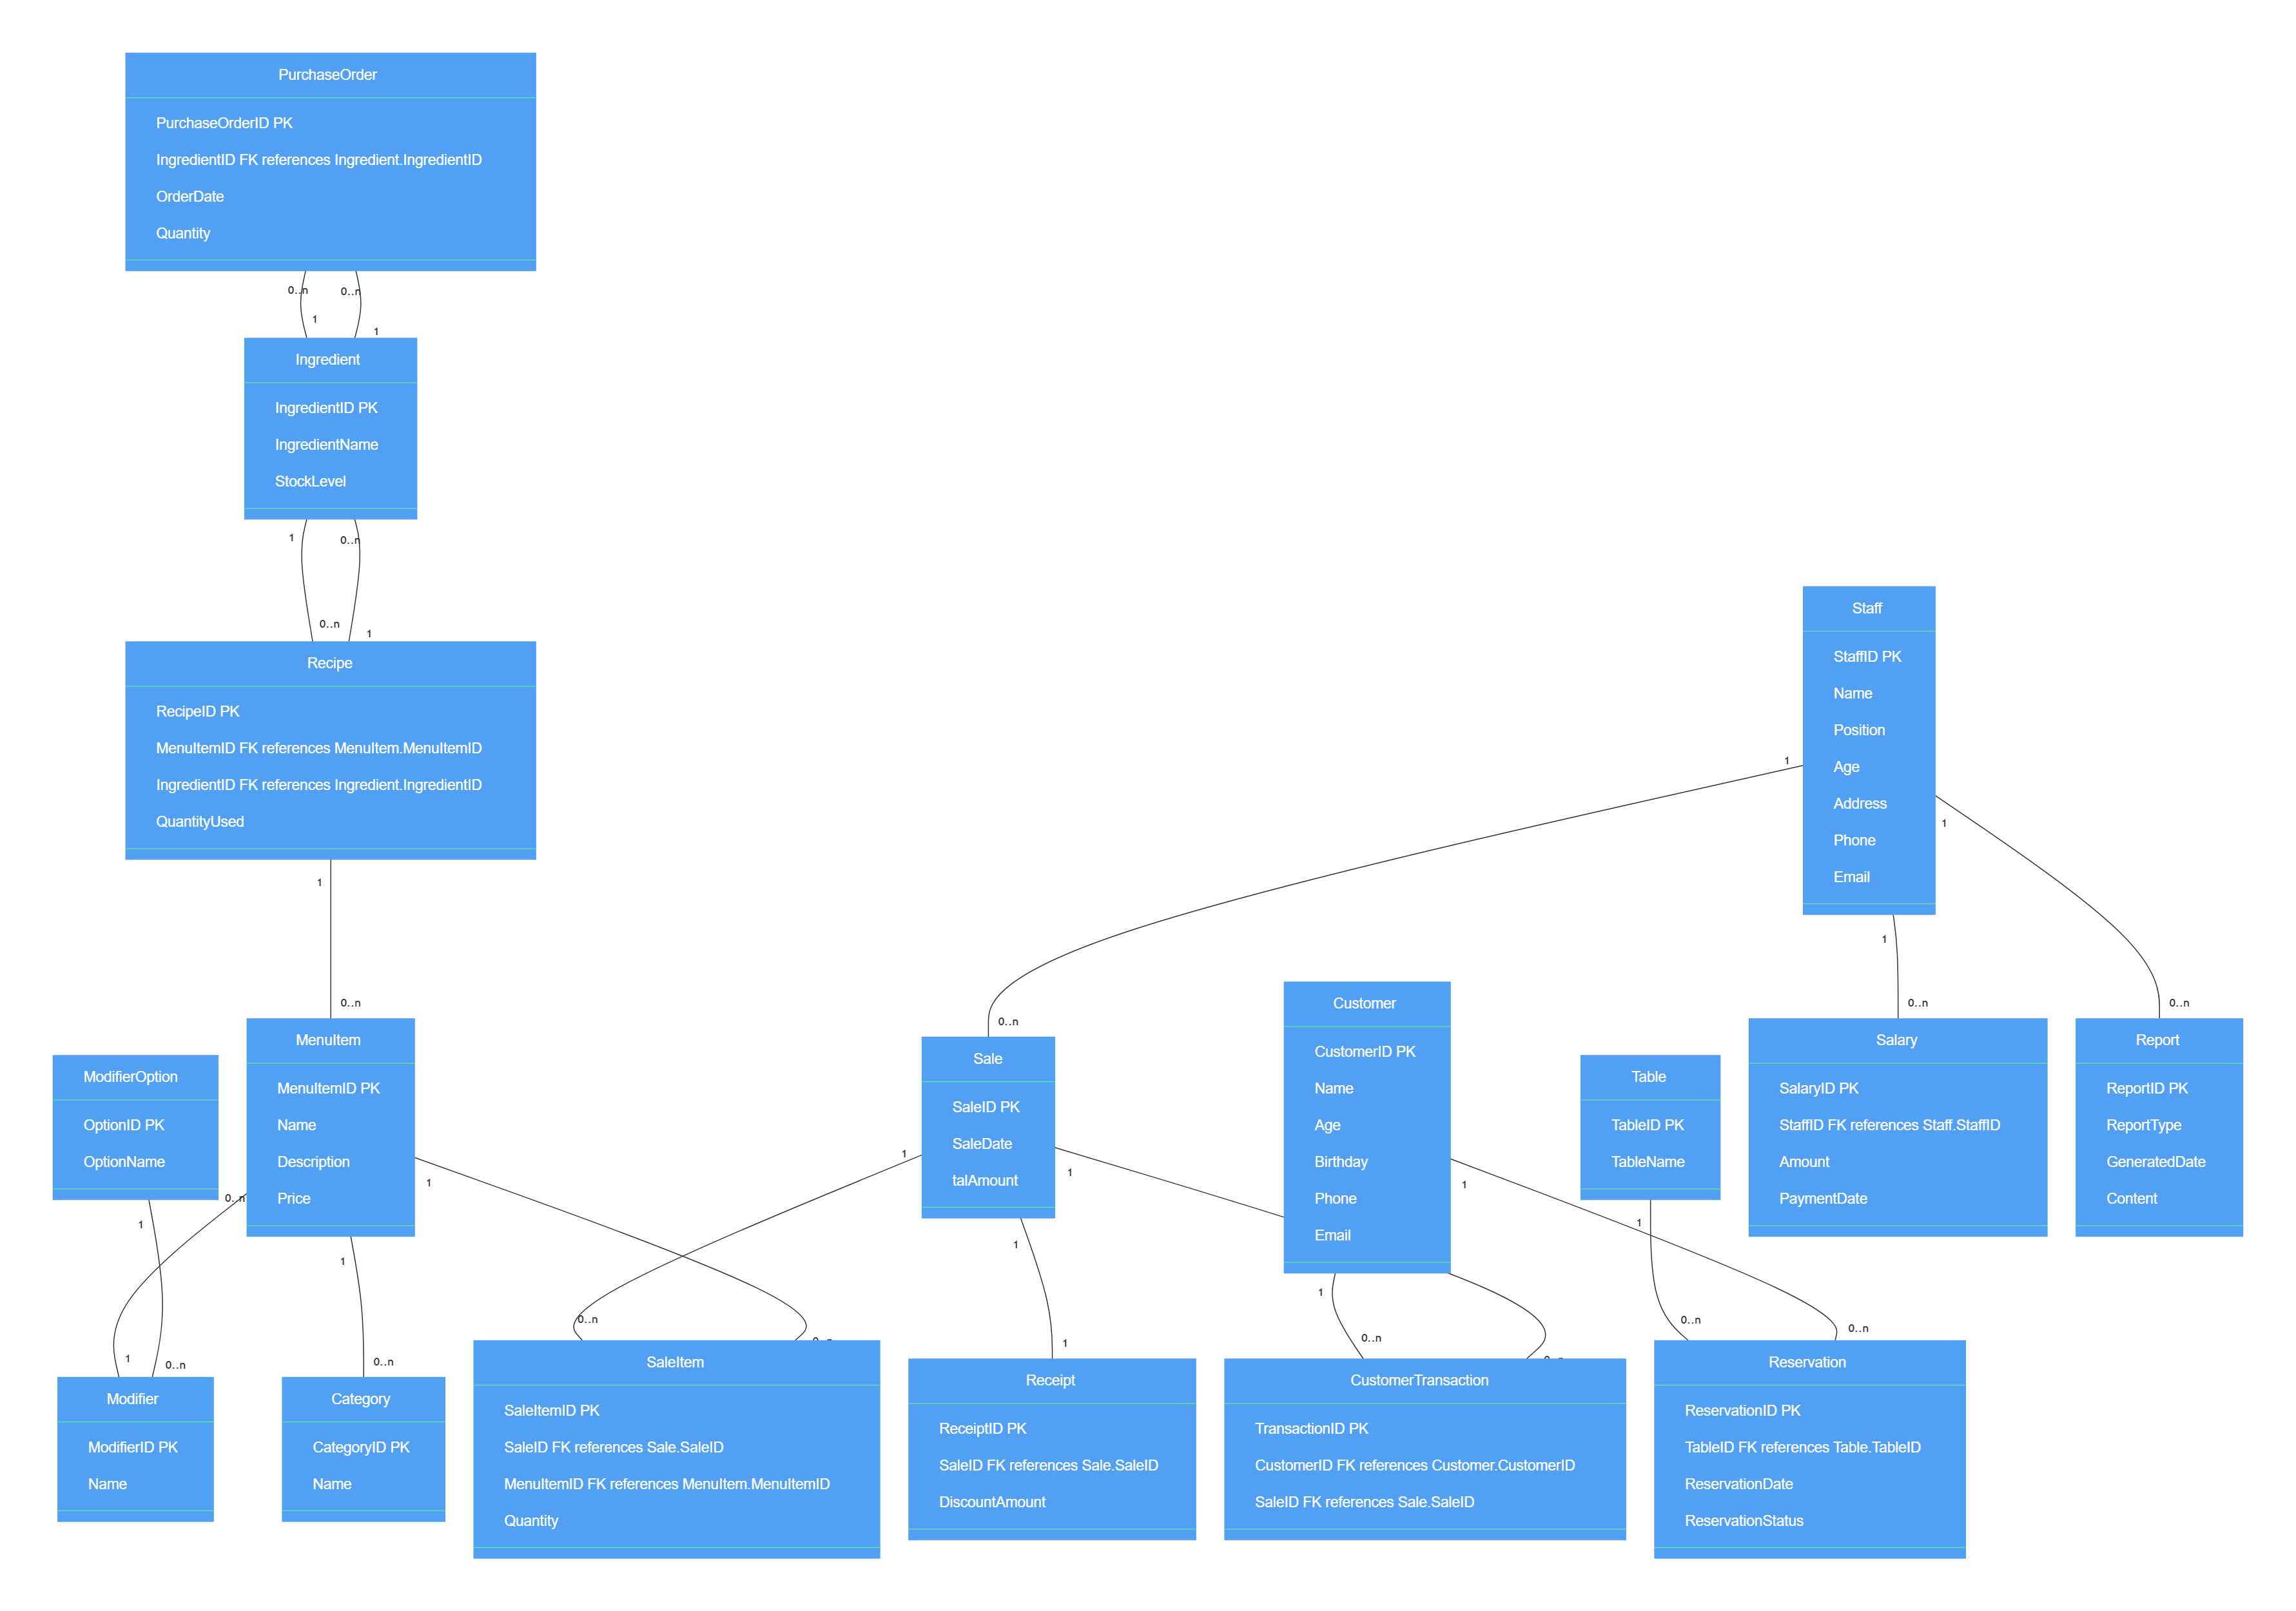 PurchaseOrder
PurchaseOrderID PK
IngredientID FK references Ingredient.IngredientID
OrderDate
Quantity
0..n
0..n
1
1
Ingredient
IngredientID PK
IngredientName
StockLevel
1
0..n
0..n
1
Recipe
RecipeID PK
MenuItemID FK references MenuItem.MenuItemID
IngredientID FK references Ingredient.IngredientID
QuantityUsed
1
0..n
Staff
StaffID PK
Name
Position
Age
Address
Phone
Email
1
1
1
0..n
0..n
0..n
ModifierOption
OptionID PK
OptionName
1
0..n
MenuItem
MenuItemID PK
Name
Description
Price
0..n
1
1
1
0..n
Sale
SaleID PK
SaleDate
talAmount
1
1
1
Customer
CustomerID PK
Name
Age
Birthday
Phone
Email
1
1
0..n
Table
TableID PK
TableName
1
0..n
0..n
Salary
SalaryID PK
StaffID FK references Staff.StaffID
Amount
PaymentDate
Report
ReportID PK
ReportType
GeneratedDate
Content
Modifier
ModifierID PK
Name
Category
CategoryID PK
Name
0..n
SaleItem
SaleItemID PK
SaleID FK references Sale.SaleID
MenuItemID FK references MenuItem.MenuItemID
Quantity
1
Receipt
ReceiptID PK
SaleID FK references Sale.SaleID
DiscountAmount
CustomerTransaction
TransactionID PK
CustomerID FK references Customer.CustomerID
SaleID FK references Sale.SaleID
Reservation
ReservationID PK
TableID FK references Table.TableID
ReservationDate
ReservationStatus